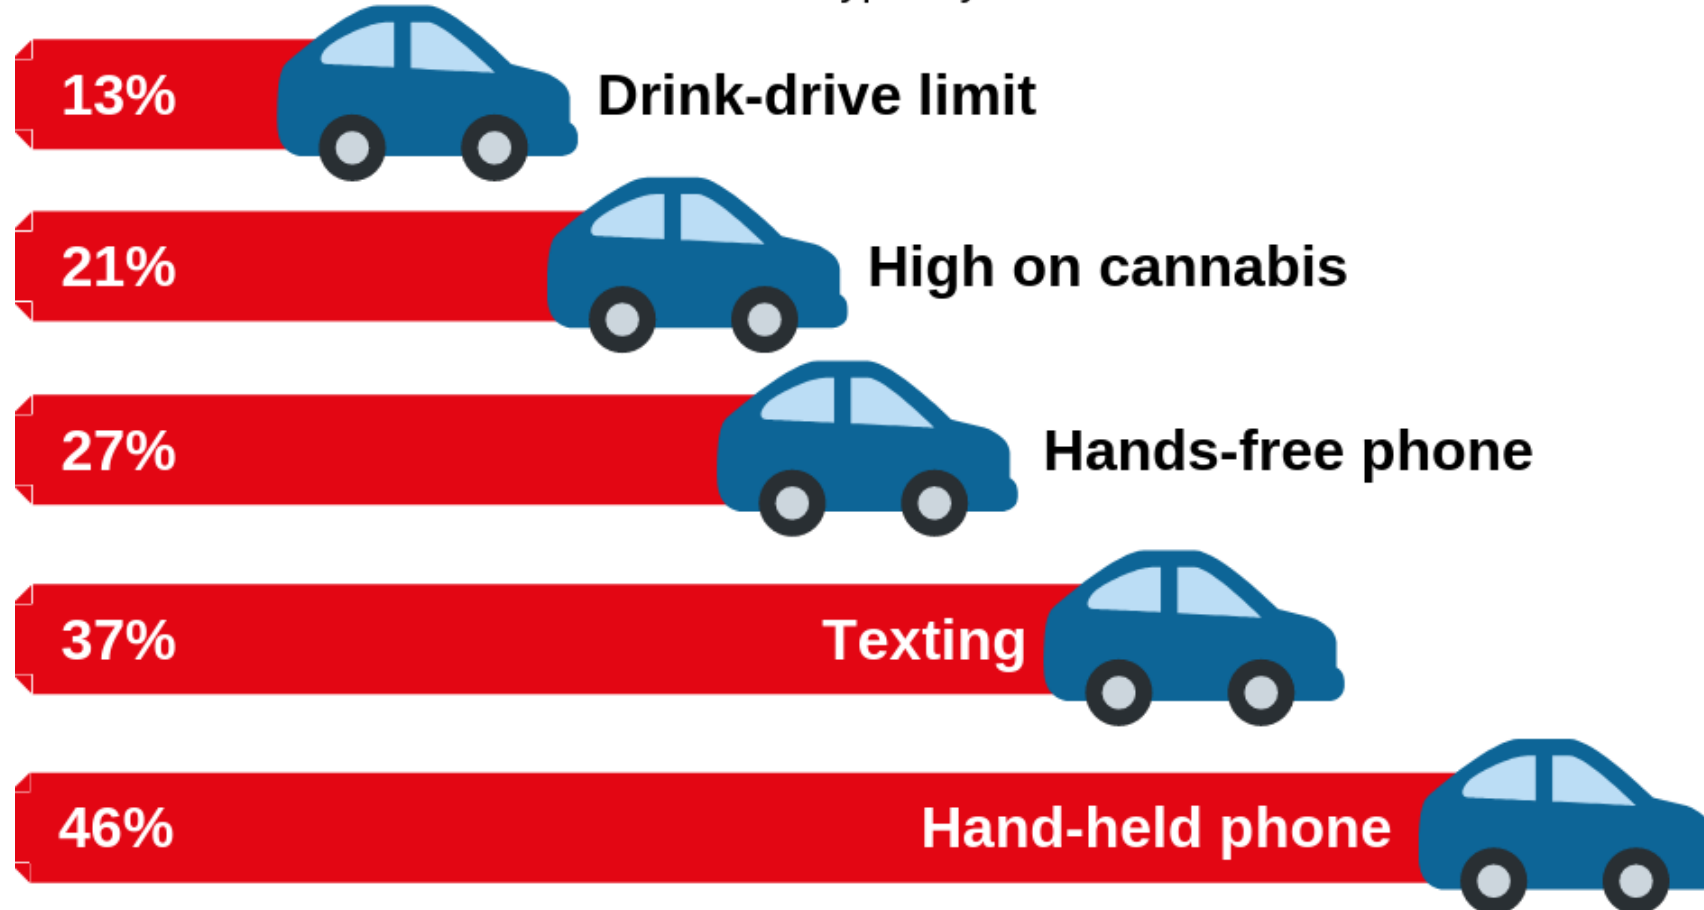 13% Drink-drive limit
21% High on cannabis
27% Hands-free phone
37% Texting
46% Hand-held phone